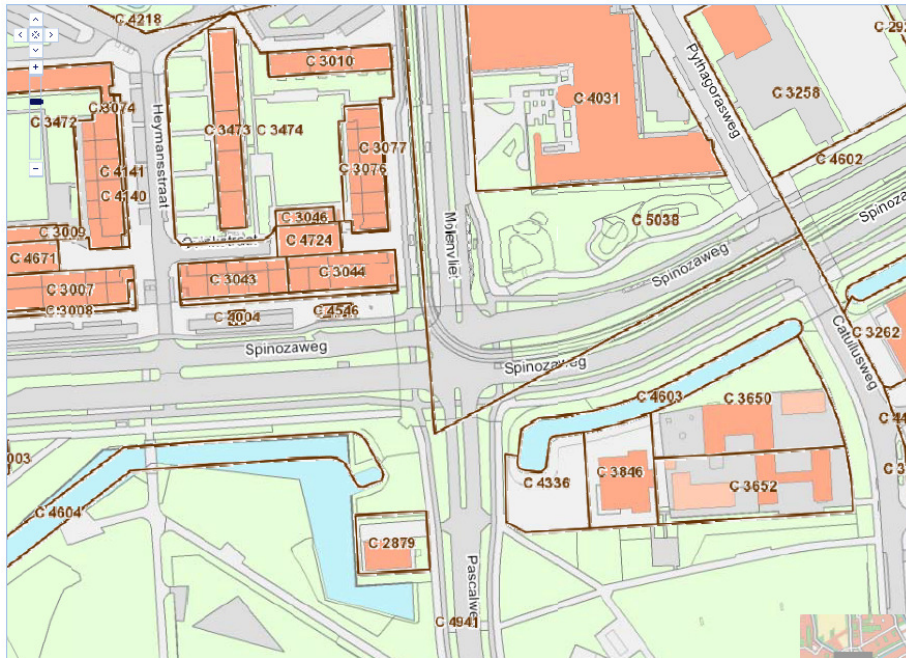 C 4218
C 3010
C 4031
Pythagorasweg
C 3258
C 3074
C 3472
Heymansstraat
C 3473
C 3474
C 3077
C 3076
C 4602
C 4141
C 4140
C 3046
Molenvliet
C 5038
C 3009
C 4724
C 4671
C 3043
C 3044
Spinozaweg
C 3007
C 3008
C 4004
C 4546
Spinozaweg
Spinozaweg
C 3262
Catullusweg
C 4603
C 3650
C 4336
C 3846
C 3652
C 4604
C 2879
C 4941